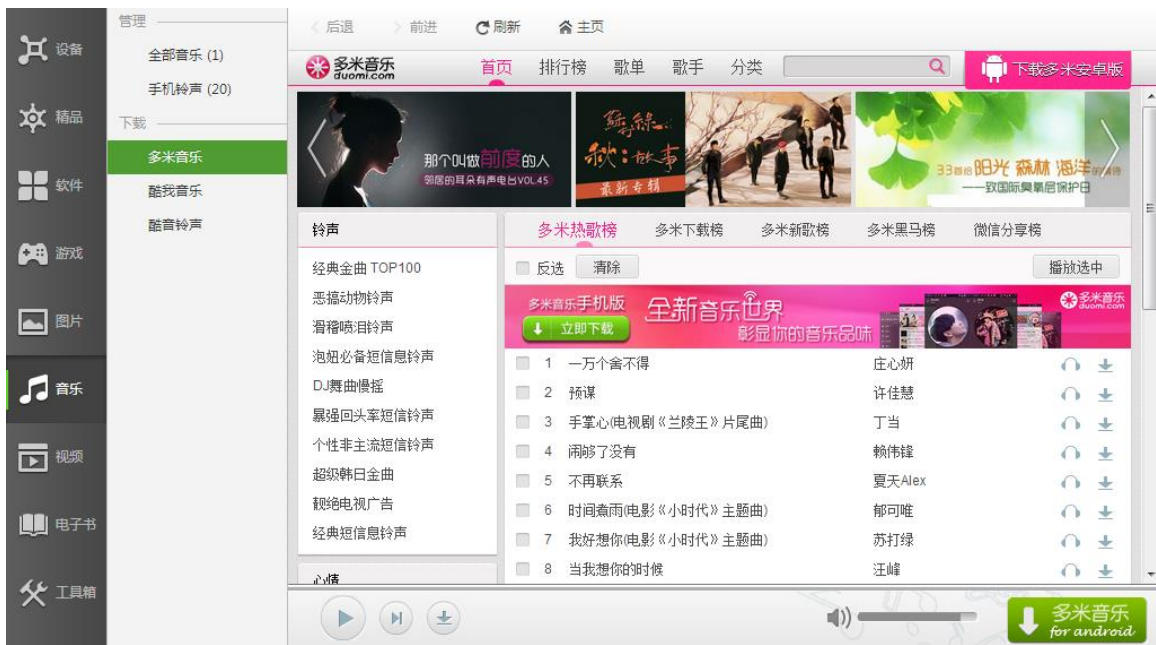 设备
精品
软件
游戏
图片
音乐
视频
电子书
工具箱
管理
全部音乐 (1)
手机铃声 (20)
下载
多米音乐
酷我音乐
酷音铃声
后退 前进 刷新 主页
多米音乐
duomi.com
首页 排行榜 歌单 歌手 分类
下载多米安卓版
那个叫做前度的人
邻居的耳朵有声电台VOL.45
苏打绿
秋：故事
最新专辑
33首给阳光 森林 海洋的情诗
——致国际臭氧层保护日
铃声
经典金曲 TOP100
恶搞动物铃声
滑稽喷泪铃声
泡妞必备短信息铃声
DJ舞曲慢摇
暴强回头率短信铃声
个性非主流短信铃声
超级韩日金曲
靓绝电视广告
经典短信息铃声
心情
多米热歌榜 多米下载榜 多米新歌榜 多米黑马榜 微信分享榜
反选 清除 播放选中
多米音乐手机版
立即下载
全新音乐世界
彰显你的音乐品味
多米音乐
duomi.com
1 一万个舍不得 庄心妍
2 预谋 许佳慧
3 手掌心(电视剧《兰陵王》片尾曲) 丁当
4 闹够了没有 赖伟锋
5 不再联系 夏天Alex
6 时间煮雨(电影《小时代》主题曲) 郁可唯
7 我好想你(电影《小时代》主题曲) 苏打绿
8 当我想你的时候 汪峰
多米音乐
for android